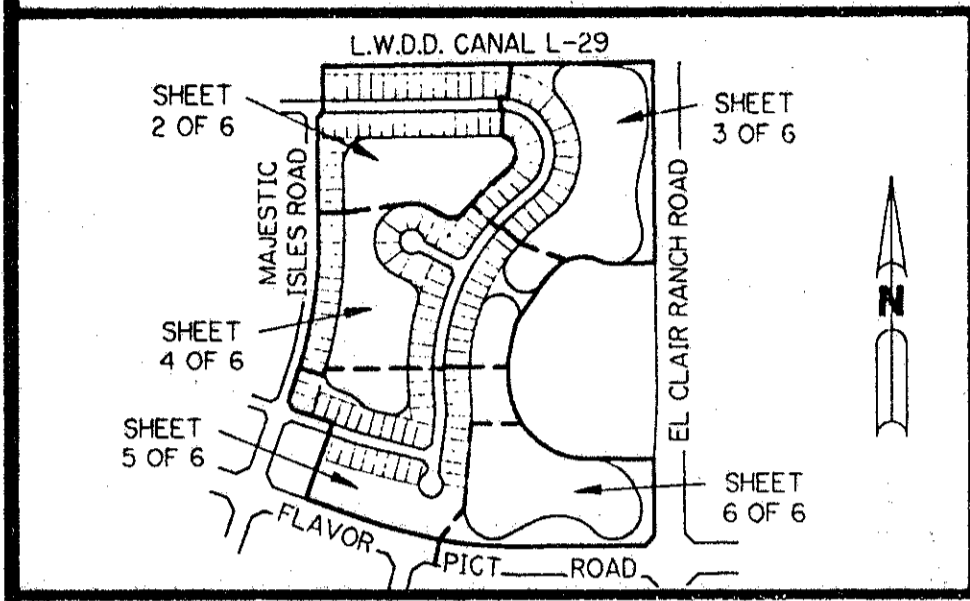 L.W.D.D. CANAL L-29
SHEET
2 OF 6
SHEET
3 OF 6
MAJESTIC
ISLES ROAD
EL CLAIR RANCH ROAD
N
SHEET
4 OF 6
SHEET
5 OF 6
SHEET
6 OF 6
FLAVOR PICT ROAD